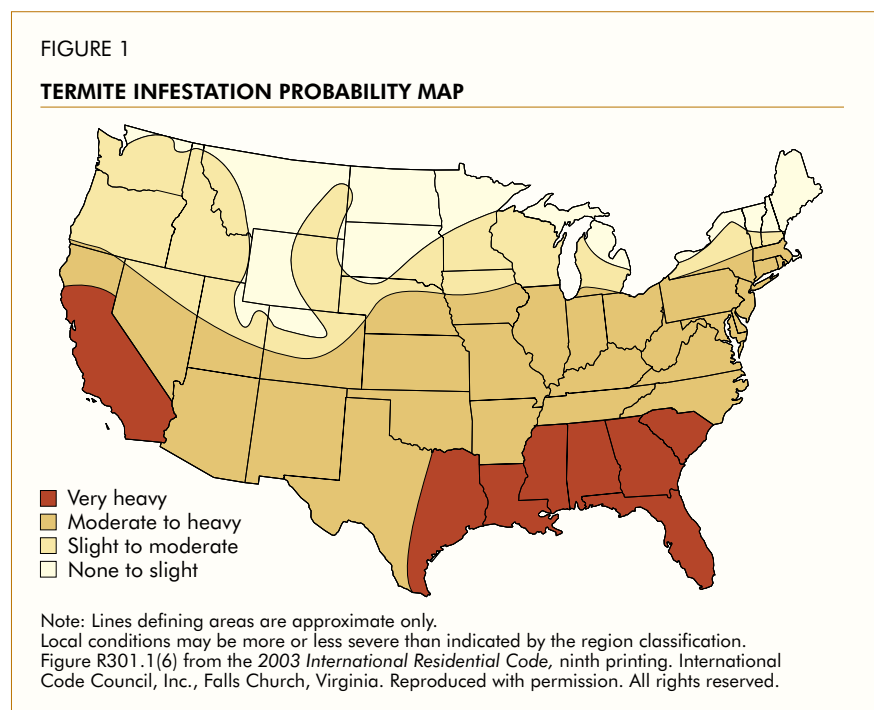 FIGURE 1
TERMITE INFESTATION PROBABILITY MAP
Very heavy
Moderate to heavy
Slight to moderate
None to slight
Note: Lines defining areas are approximate only.
Local conditions may be more or less severe than indicated by the region classification.
Figure R301.1(6) from the 2003 International Residential Code, ninth printing. International
Code Council, Inc., Falls Church, Virginia. Reproduced with permission. All rights reserved.